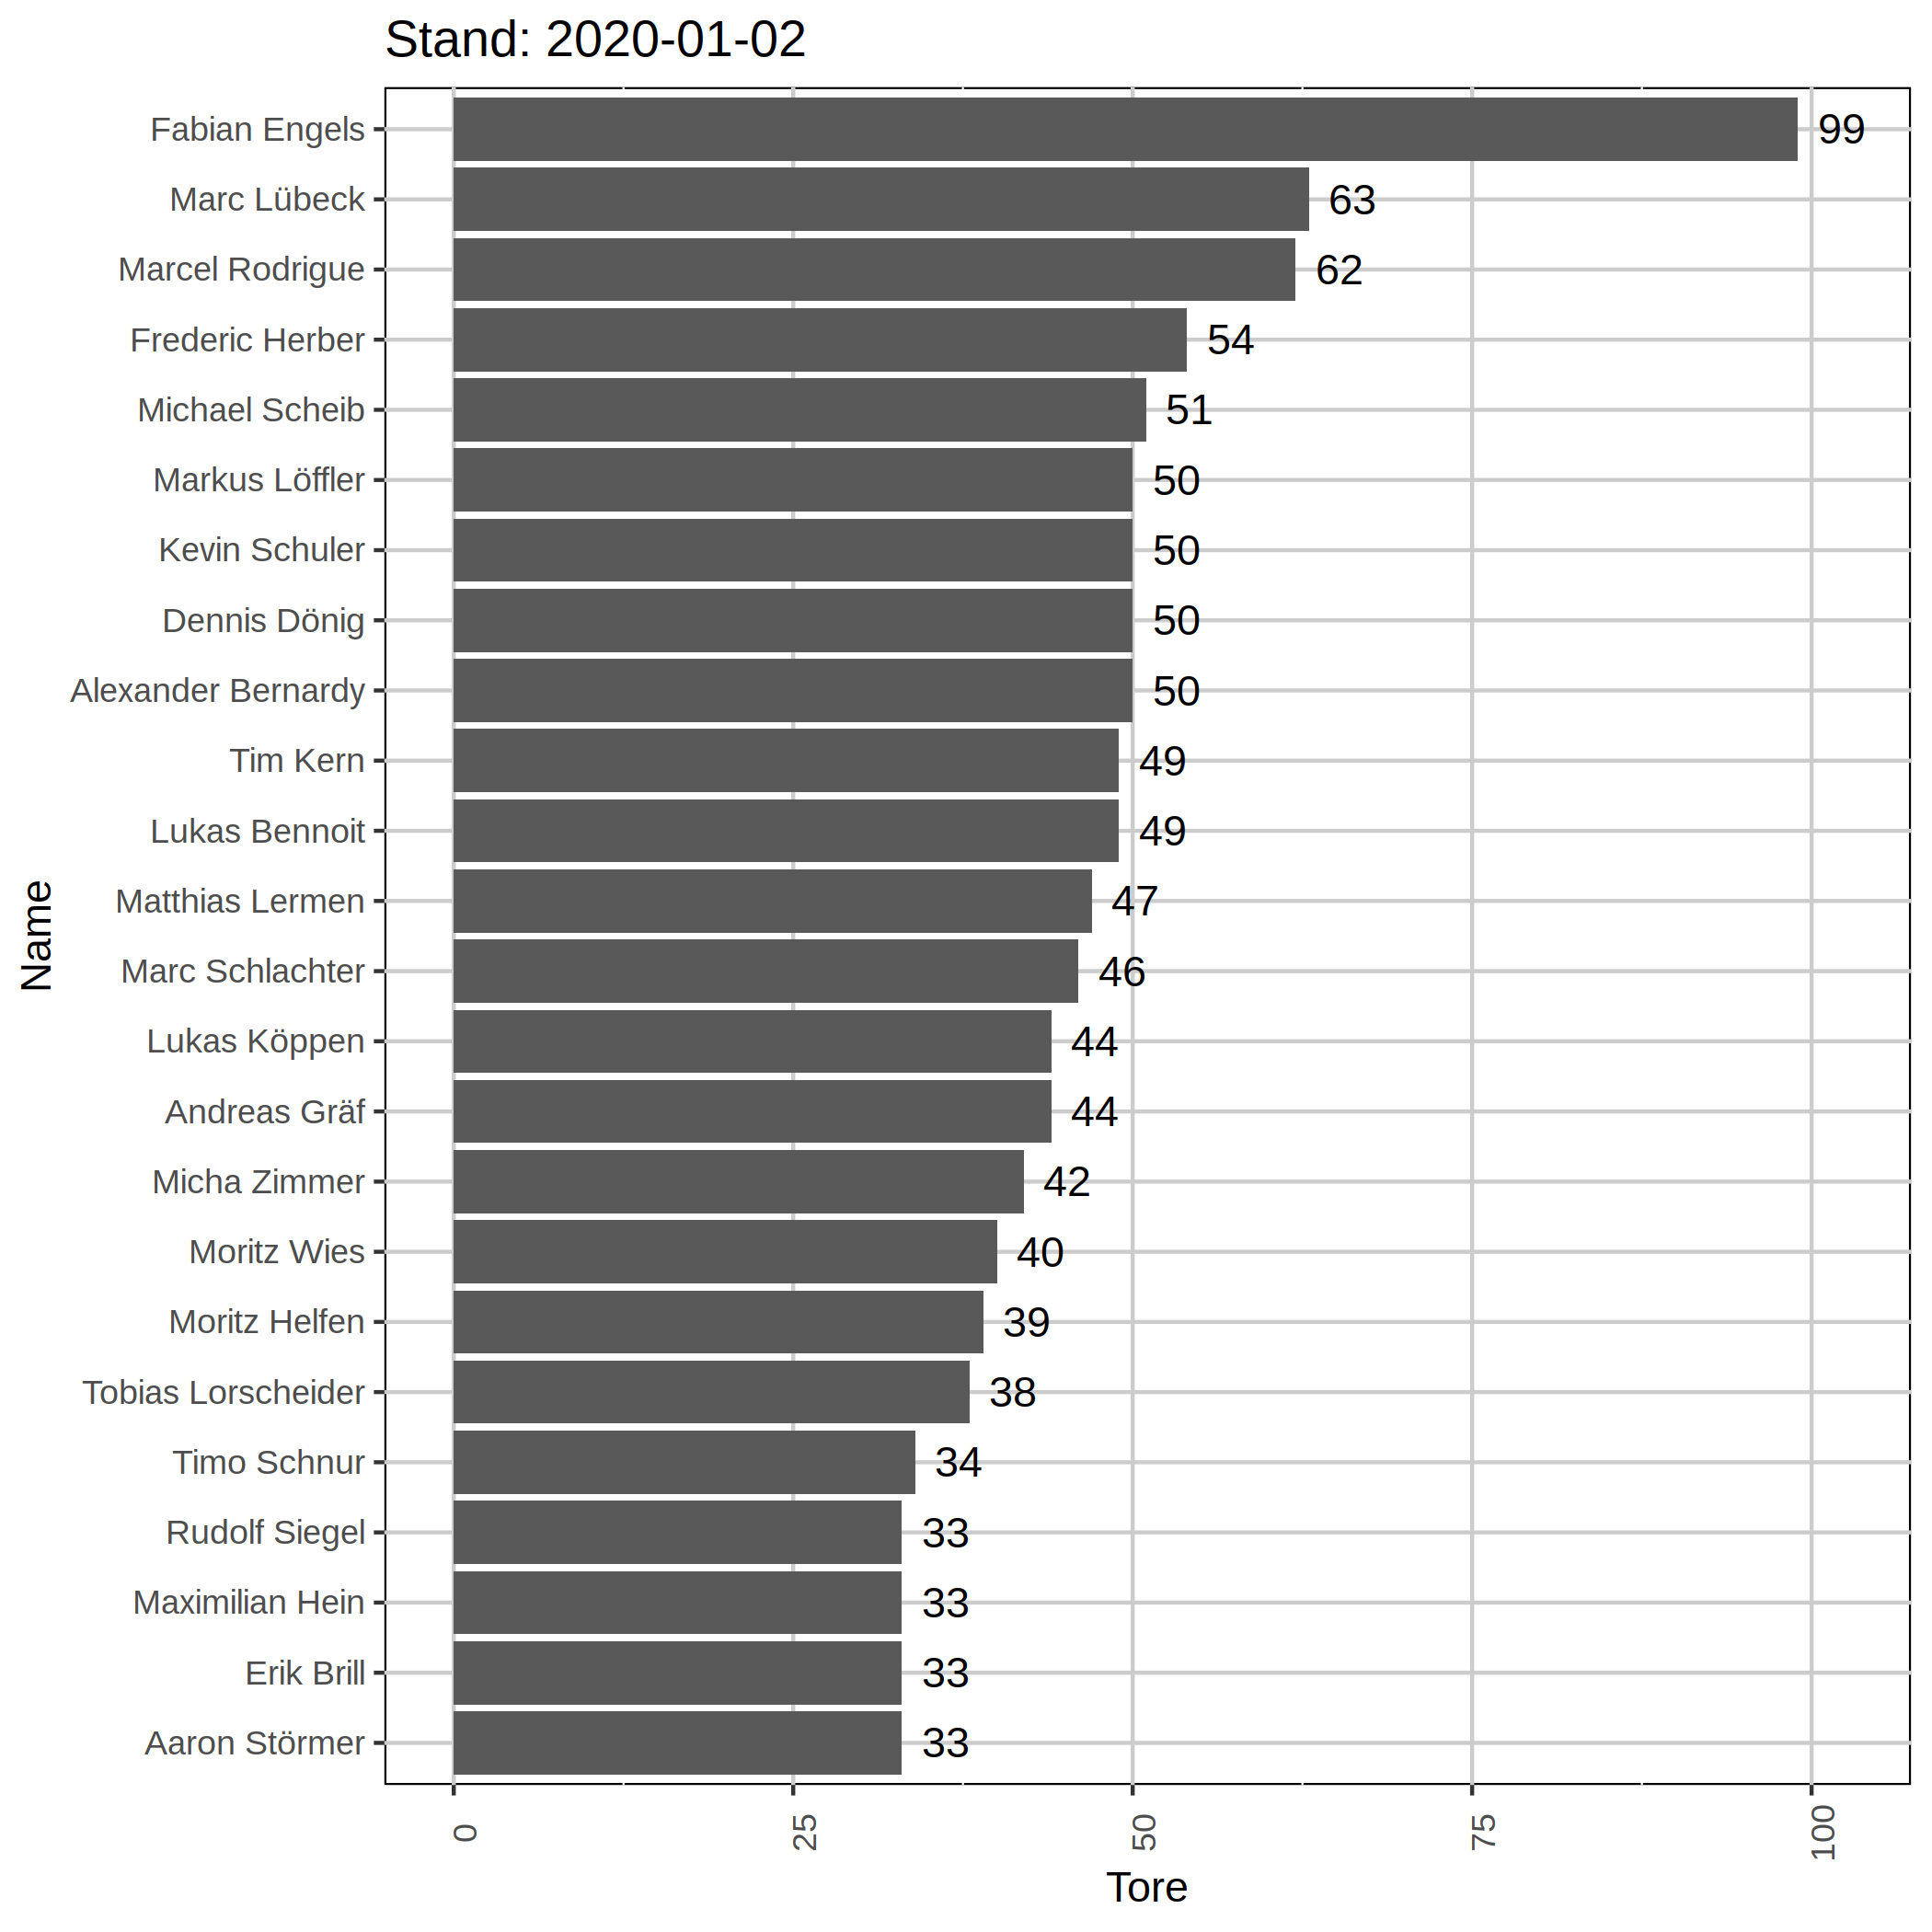 Stand: 2020-01-02
Fabian Engels 99
Marc Lübeck 63
Marcel Rodrigue 62
Frederic Herber 54
Michael Scheib 51
Markus Löffler 50
Kevin Schuler 50
Dennis Dönig 50
Alexander Bernardy 50
Tim Kern 49
Lukas Bennoit 49
Matthias Lermen 47
Marc Schlachter 46
Lukas Köppen 44
Andreas Gräf 44
Micha Zimmer 42
Moritz Wies 40
Moritz Helfen 39
Tobias Lorscheider 38
Timo Schnur 34
Rudolf Siegel 33
Maximilian Hein 33
Erik Brill 33
Aaron Störmer 33
Name
0 25 50 75 100
Tore